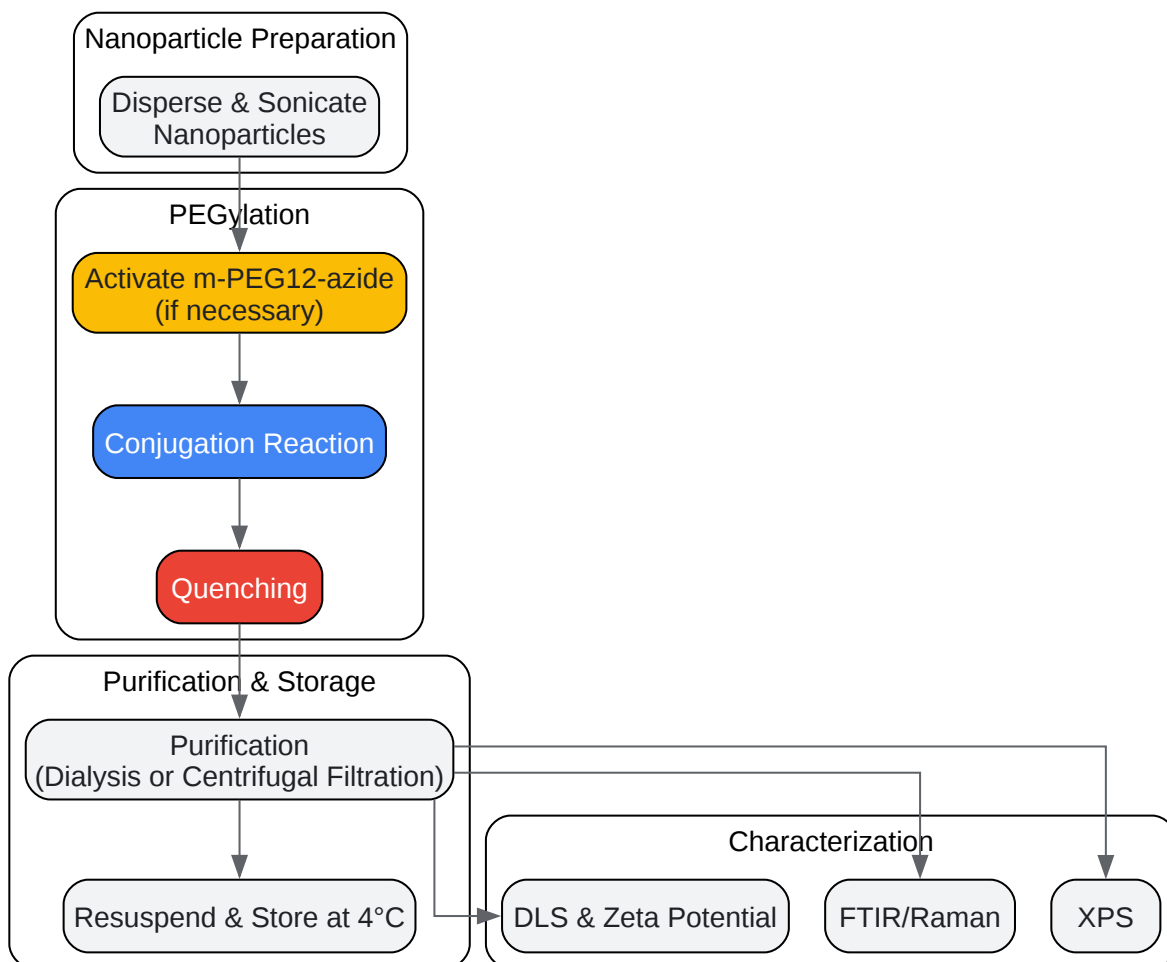 Nanoparticle Preparation
Disperse & Sonicate
Nanoparticles
PEGylation
Activate m-PEG12-azide
(if necessary)
Conjugation Reaction
Quenching
Purification & Storage
Purification
(Dialysis or Centrifugal Filtration)
Resuspend & Store at 4°C
Characterization
DLS & Zeta Potential
FTIR/Raman
XPS